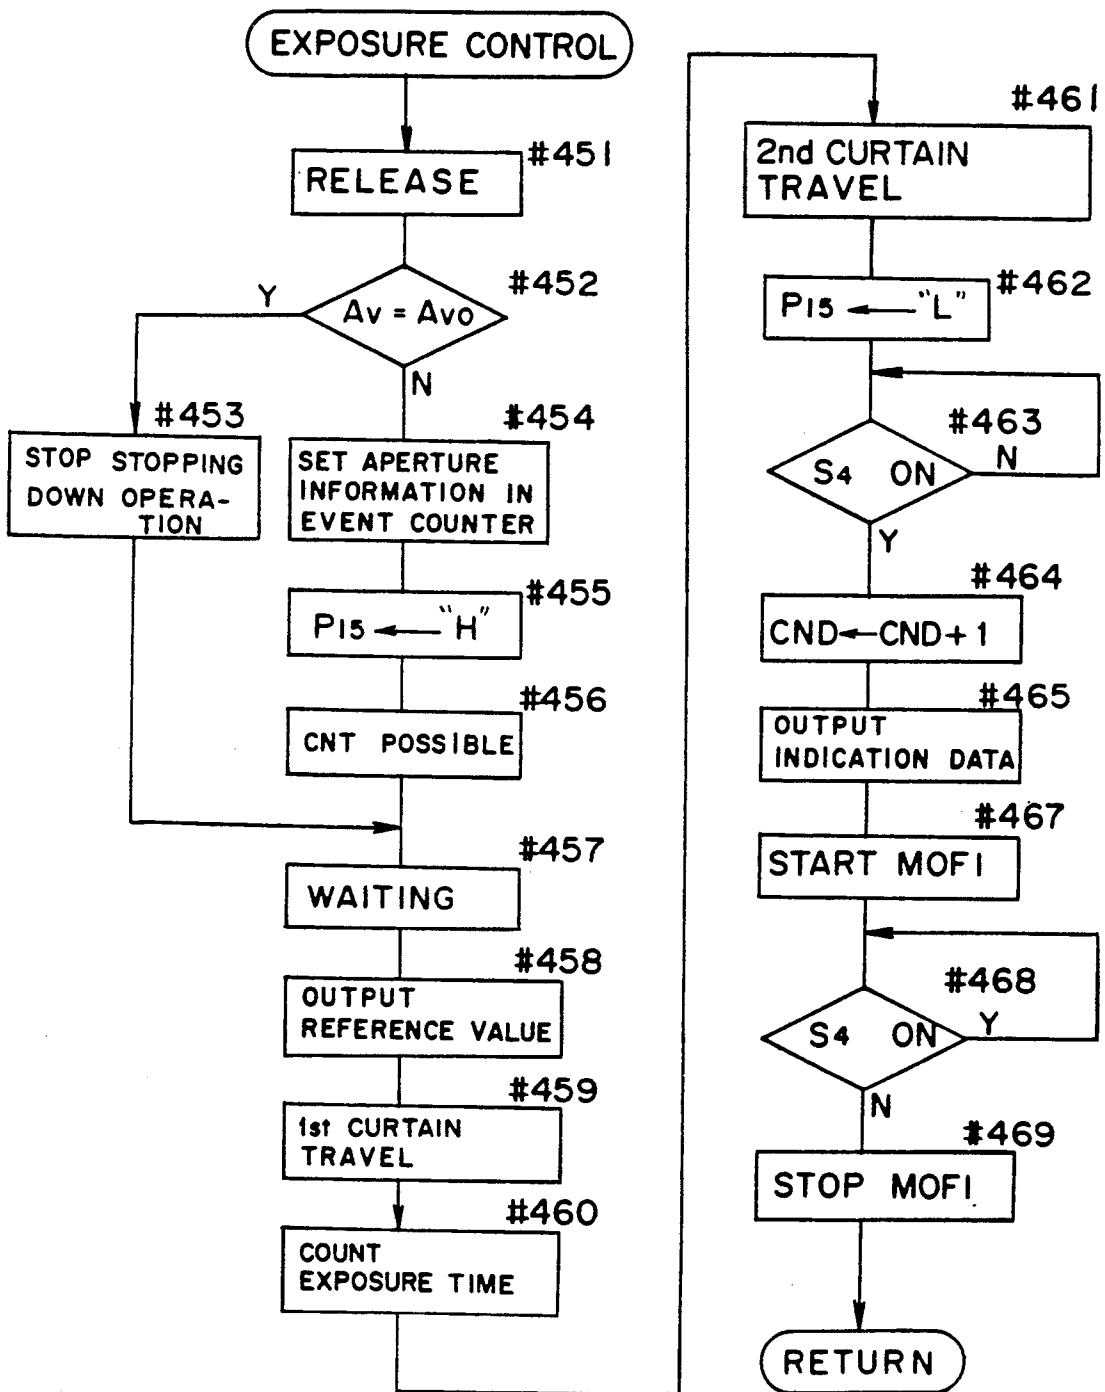 EXPOSURE CONTROL
#451
RELEASE
#452
Y
Av = Avo
N
#453
STOP STOPPING
DOWN OPERA-
TION
#454
SET APERTURE
INFORMATION IN
EVENT COUNTER
#455
P15 ← "H"
#456
CNT POSSIBLE
#457
WAITING
#458
OUTPUT
REFERENCE VALUE
#459
1st CURTAIN
TRAVEL
#460
COUNT
EXPOSURE TIME
#461
2nd CURTAIN
TRAVEL
#462
P15 ← "L"
#463
S4 ON
N
Y
#464
CND←CND+1
#465
OUTPUT
INDICATION DATA
#467
START MOFI
#468
S4 ON
Y
N
#469
STOP MOFI
RETURN